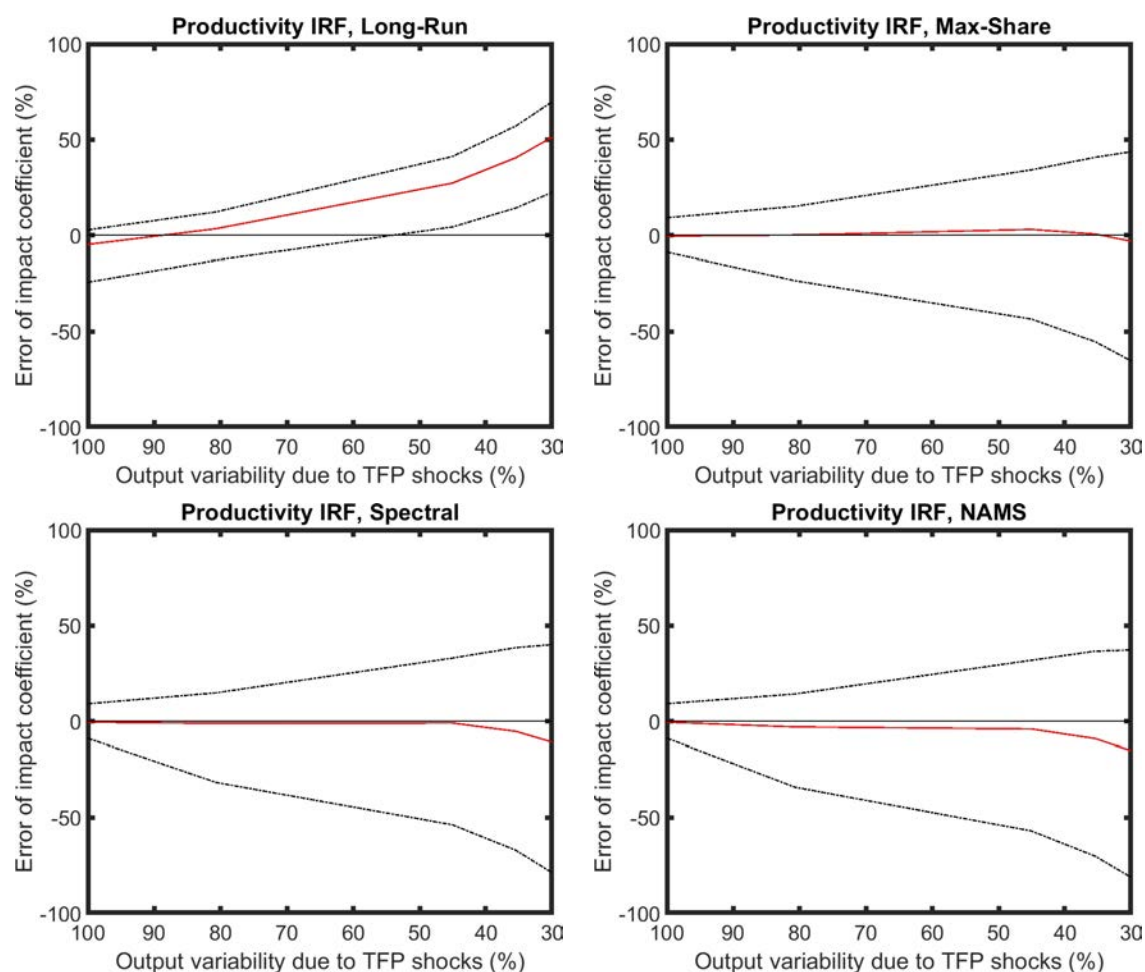 Productivity IRF, Long-Run
Error of impact coefficient (%)
100
50
0
-50
-100
100 90 80 70 60 50 40 30
Output variability due to TFP shocks (%)
Productivity IRF, Max-Share
Error of impact coefficient (%)
100
50
0
-50
-100
100 90 80 70 60 50 40 30
Output variability due to TFP shocks (%)
Productivity IRF, Spectral
Error of impact coefficient (%)
100
50
0
-50
-100
100 90 80 70 60 50 40 30
Output variability due to TFP shocks (%)
Productivity IRF, NAMS
Error of impact coefficient (%)
100
50
0
-50
-100
100 90 80 70 60 50 40 30
Output variability due to TFP shocks (%)